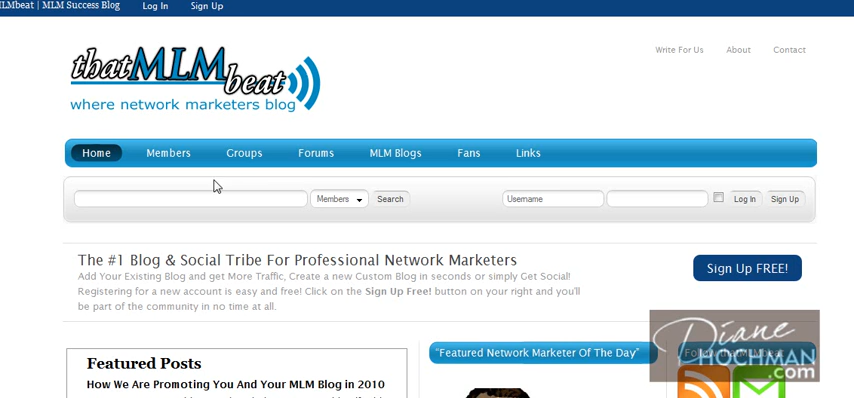 MLMbeat | MLM Success Blog Log In Sign Up
Write For Us About Contact
thatMLMbeat
where network marketers blog
Home Members Groups Forums MLM Blogs Fans Links
Members Search Username Log In Sign Up
The #1 Blog & Social Tribe For Professional Network Marketers
Add Your Existing Blog and get More Traffic, Create a new Custom Blog in seconds or simply Get Social!
Registering for a new account is easy and free! Click on the Sign Up Free! button on your right and you'll
be part of the community in no time at all.
Sign Up FREE!
Featured Posts
How We Are Promoting You And Your MLM Blog in 2010
"Featured Network Marketer Of The Day"
Follow thatMLMbeat
Diane
HOCHMAN
.com